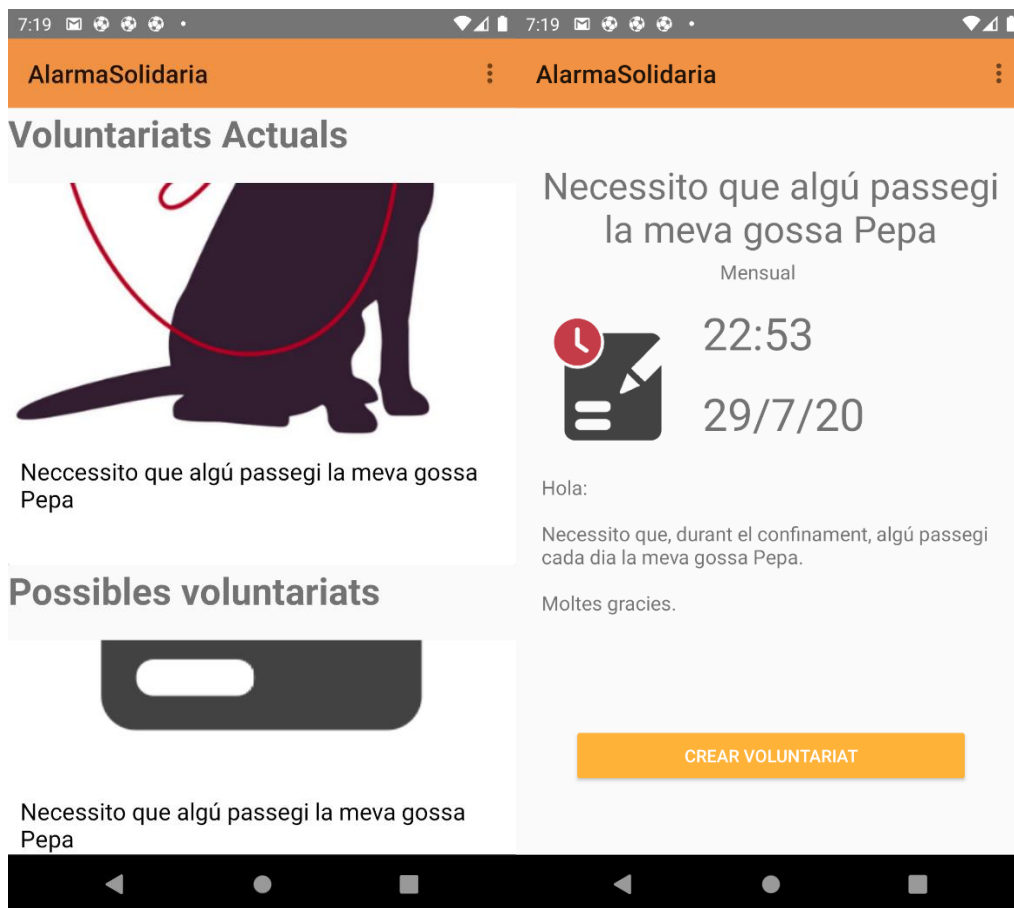 7:19
AlarmaSolidaria
Voluntariats Actuals
Neccessito que algú passegi la meva gossa
Pepa
Possibles voluntariats
Necessito que algú passegi la meva gossa
Pepa
7:19
AlarmaSolidaria
Necessito que algú passegi
la meva gossa Pepa
Mensual
22:53
29/7/20
Hola:
Necessito que, durant el confinament, algú passegi
cada dia la meva gossa Pepa.
Moltes gracies.
CREAR VOLUNTARIAT